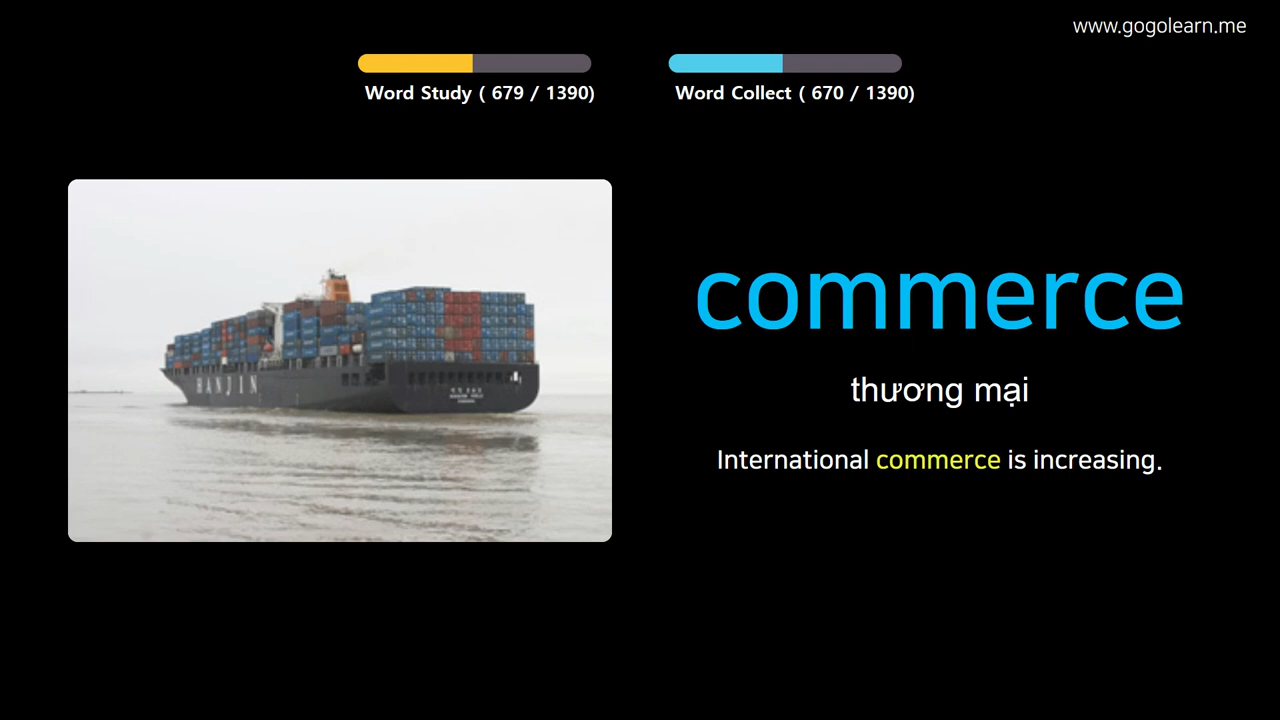 www.gogolearn.me
Word Study ( 679 / 1390)
Word Collect ( 670 / 1390)
HANJIN
commerce
thương mại
International commerce is increasing.